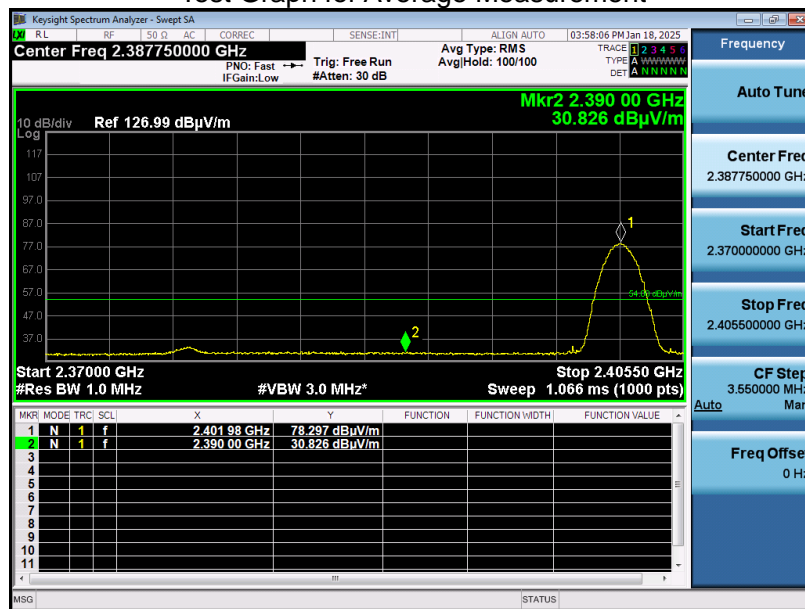 Test Graph for Average Measurement
Keysight Spectrum Analyzer - Swept SA
RL RF 50 Ω AC CORREC SENSE:INT ALIGN AUTO 03:58:06 PM Jan 18, 2025
Center Freq 2.387750000 GHz
PNO: Fast
IFGain:Low
Trig: Free Run
#Atten: 30 dB
Avg Type: RMS
Avg|Hold: 100/100
TRACE 1 2 3 4 5 6
TYPE A WWWWW
DET A N N N N N
Mkr2 2.390 00 GHz
30.826 dBµV/m
10 dB/div Ref 126.99 dBµV/m
Log
117
107
97.0
87.0
77.0
67.0
57.0
47.0
37.0
1
54.00 dBµV/m
2
Start 2.37000 GHz Stop 2.40550 GHz
#Res BW 1.0 MHz #VBW 3.0 MHz* Sweep 1.066 ms (1000 pts)
MKR MODE TRC SCL X Y FUNCTION FUNCTION WIDTH FUNCTION VALUE
1 N 1 f 2.401 98 GHz 78.297 dBµV/m
2 N 1 f 2.390 00 GHz 30.826 dBµV/m
3
4
5
6
7
8
9
10
11
MSG STATUS
Frequency
Auto Tune
Center Freq
2.387750000 GHz
Start Freq
2.370000000 GHz
Stop Freq
2.405500000 GHz
CF Step
3.550000 MHz
Auto Man
Freq Offset
0 Hz